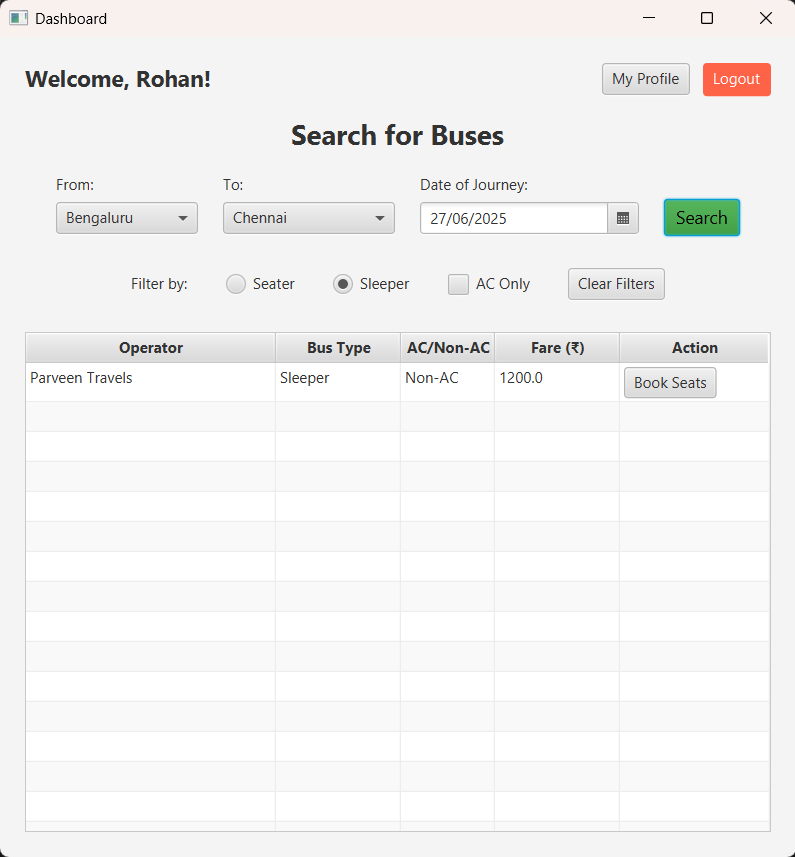 Dashboard
Welcome, Rohan! My Profile Logout
Search for Buses
From: To: Date of Journey:
Bengaluru Chennai 27/06/2025 Search
Filter by: Seater Sleeper AC Only Clear Filters
Operator Bus Type AC/Non-AC Fare (₹) Action
Parveen Travels Sleeper Non-AC 1200.0 Book Seats